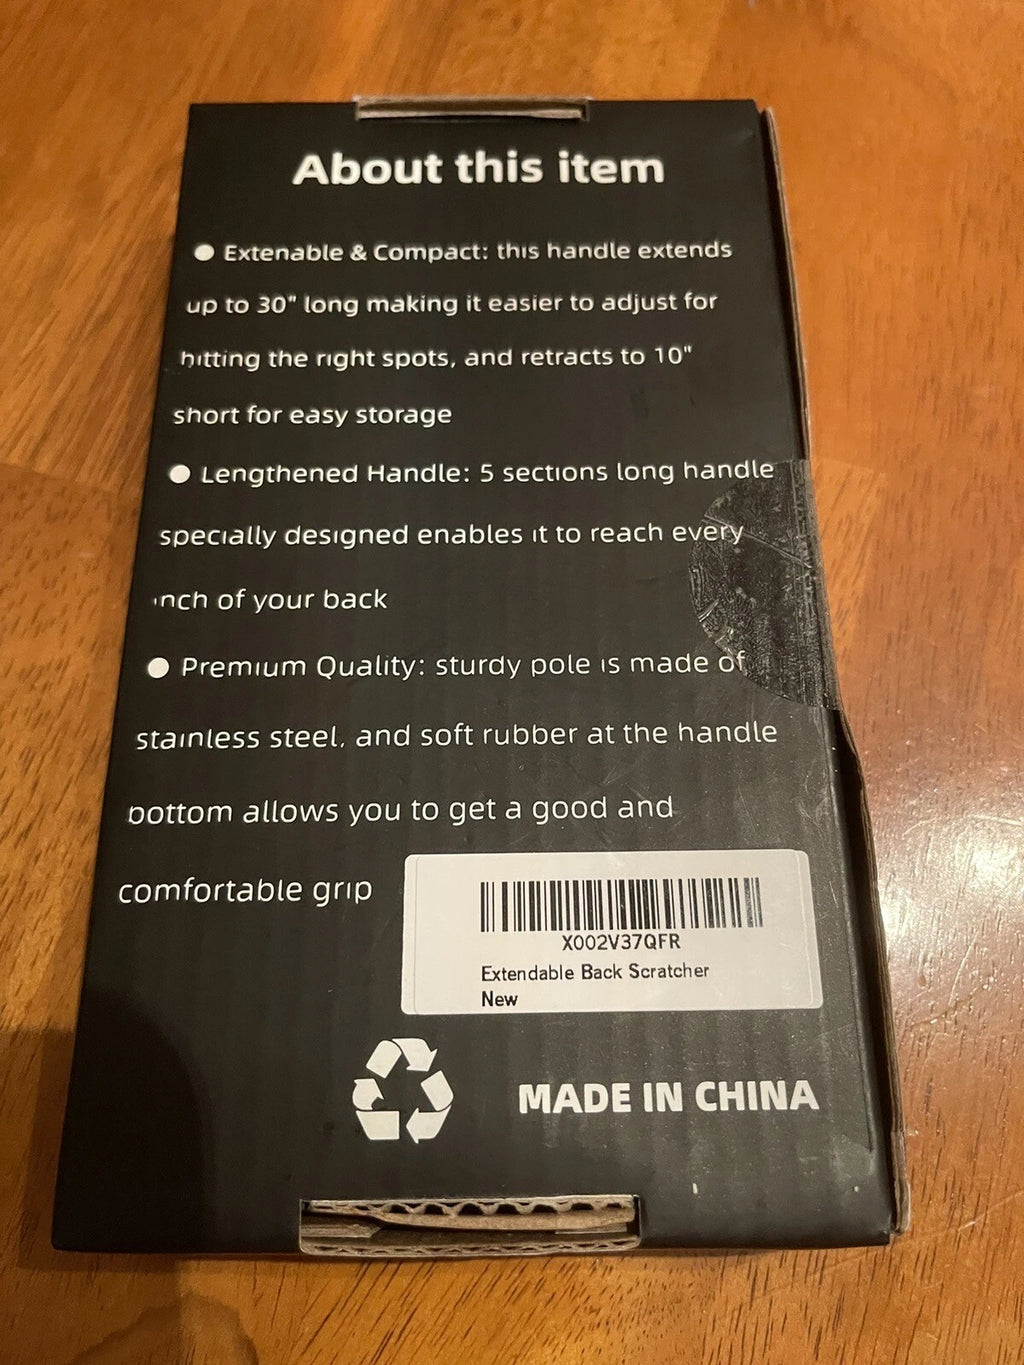 About this item
● Extenable & Compact: this handle extends
up to 30" long making it easier to adjust for
hitting the right spots, and retracts to 10"
short for easy storage
● Lengthened Handle: 5 sections long handle
specially designed enables it to reach every
inch of your back
● Premium Quality: sturdy pole is made of
stainless steel, and soft rubber at the handle
bottom allows you to get a good and
comfortable grip
X002V37QFR
Extendable Back Scratcher
New
MADE IN CHINA